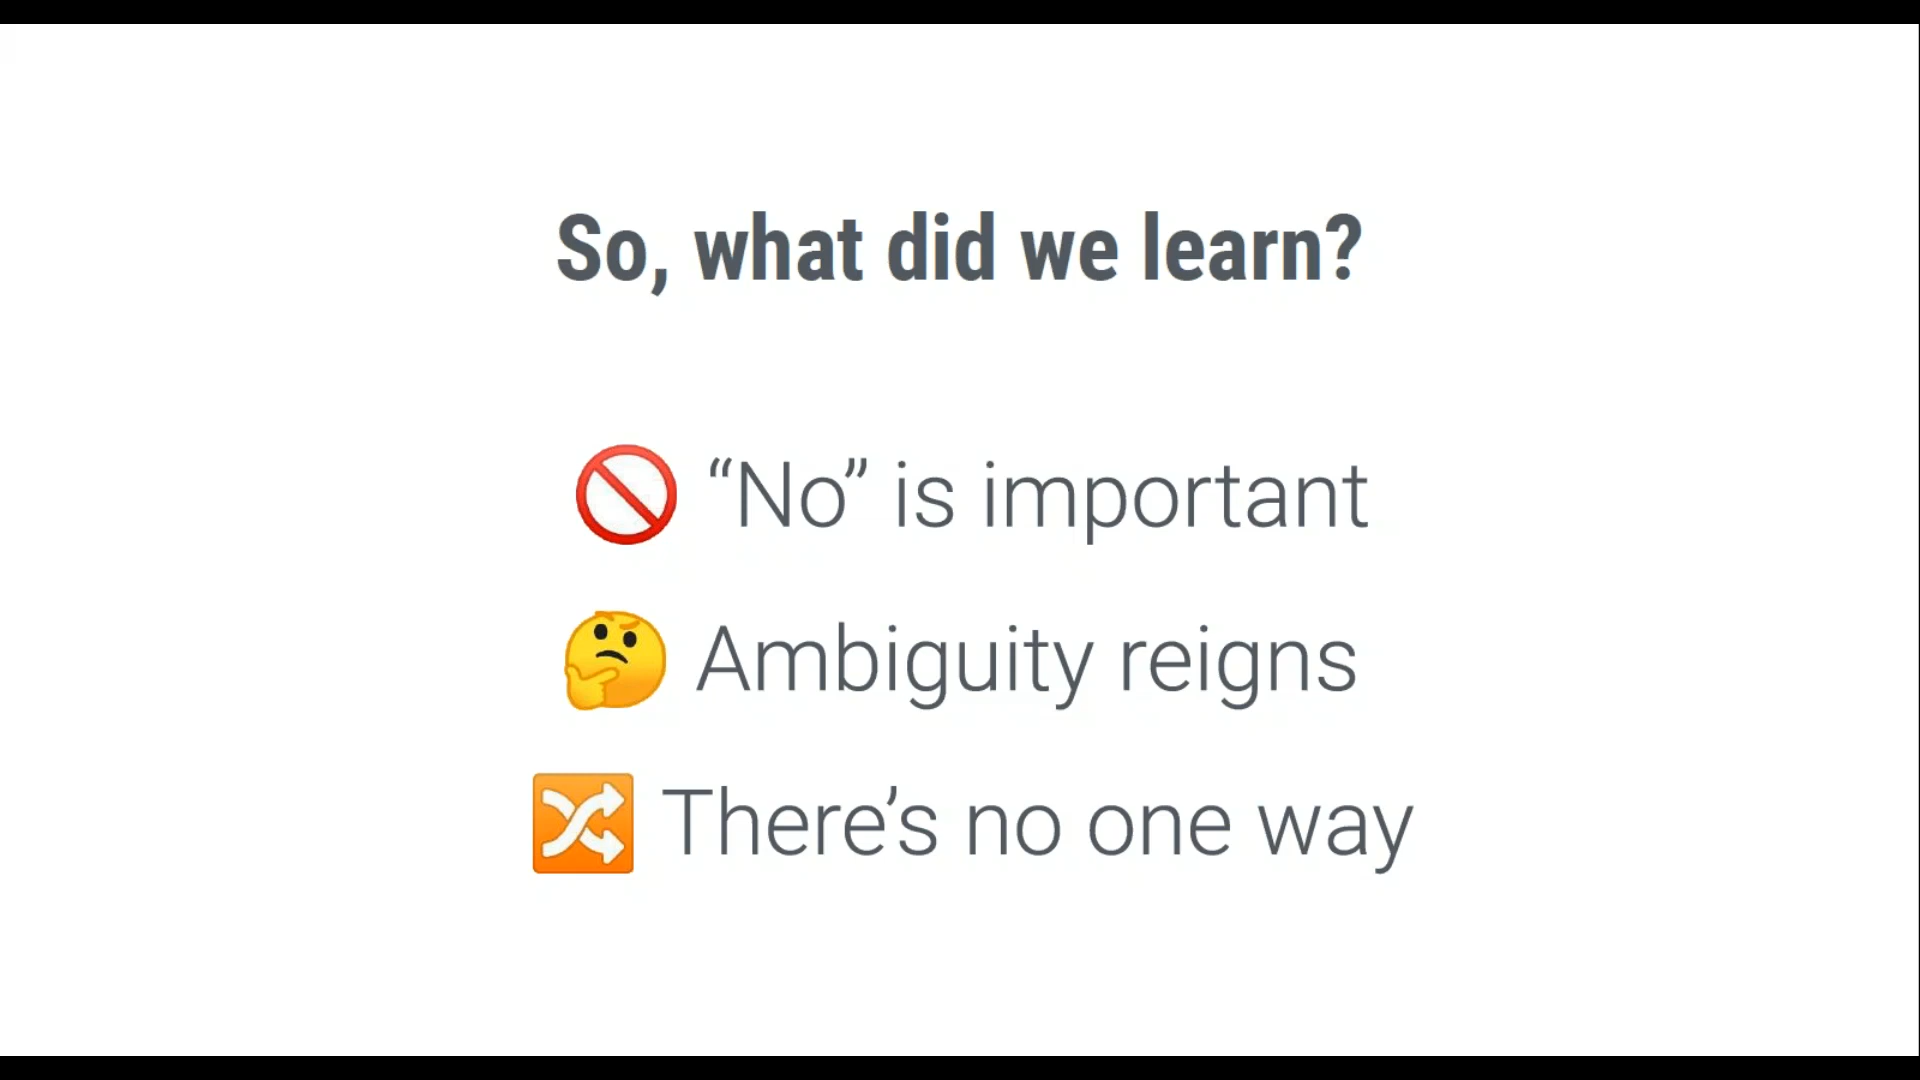 So, what did we learn?
🚫 “No” is important
🤔 Ambiguity reigns
🔀 There’s no one way